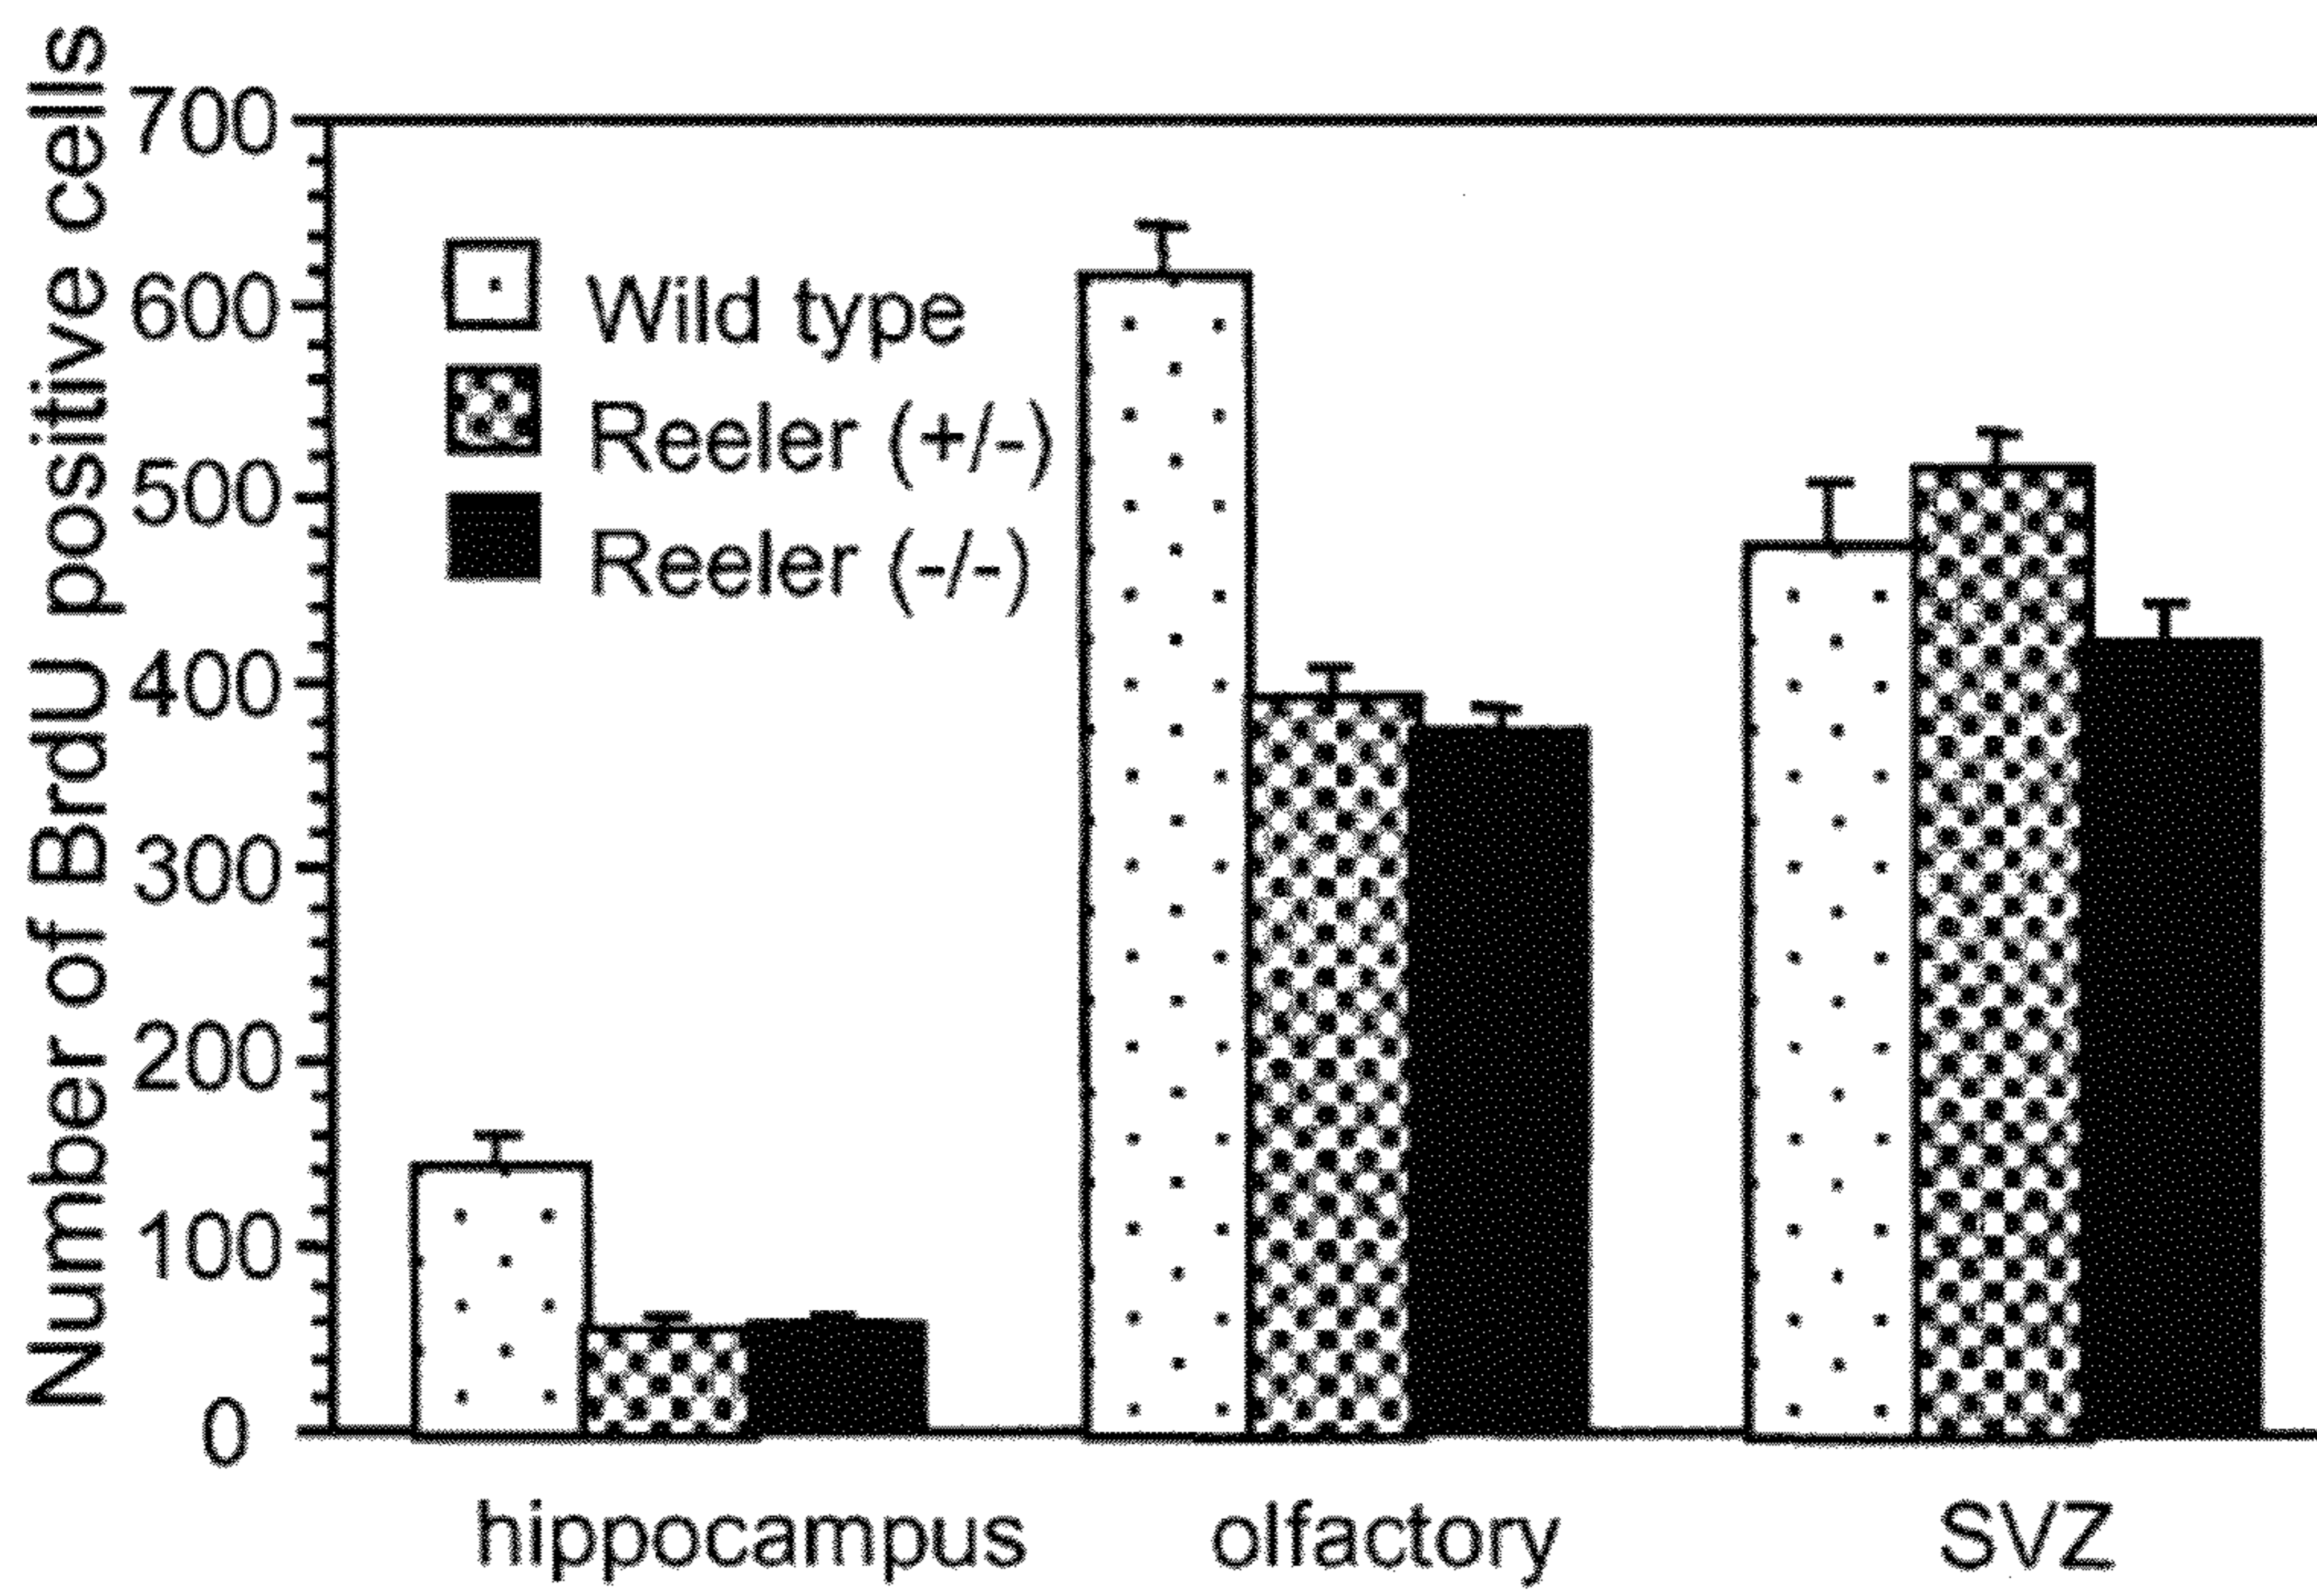 Number of BrdU positive cells
700
600
500
400
300
200
100
0
Wild type
Reeler (+/-)
Reeler (-/-)
hippocampus
olfactory
SVZ